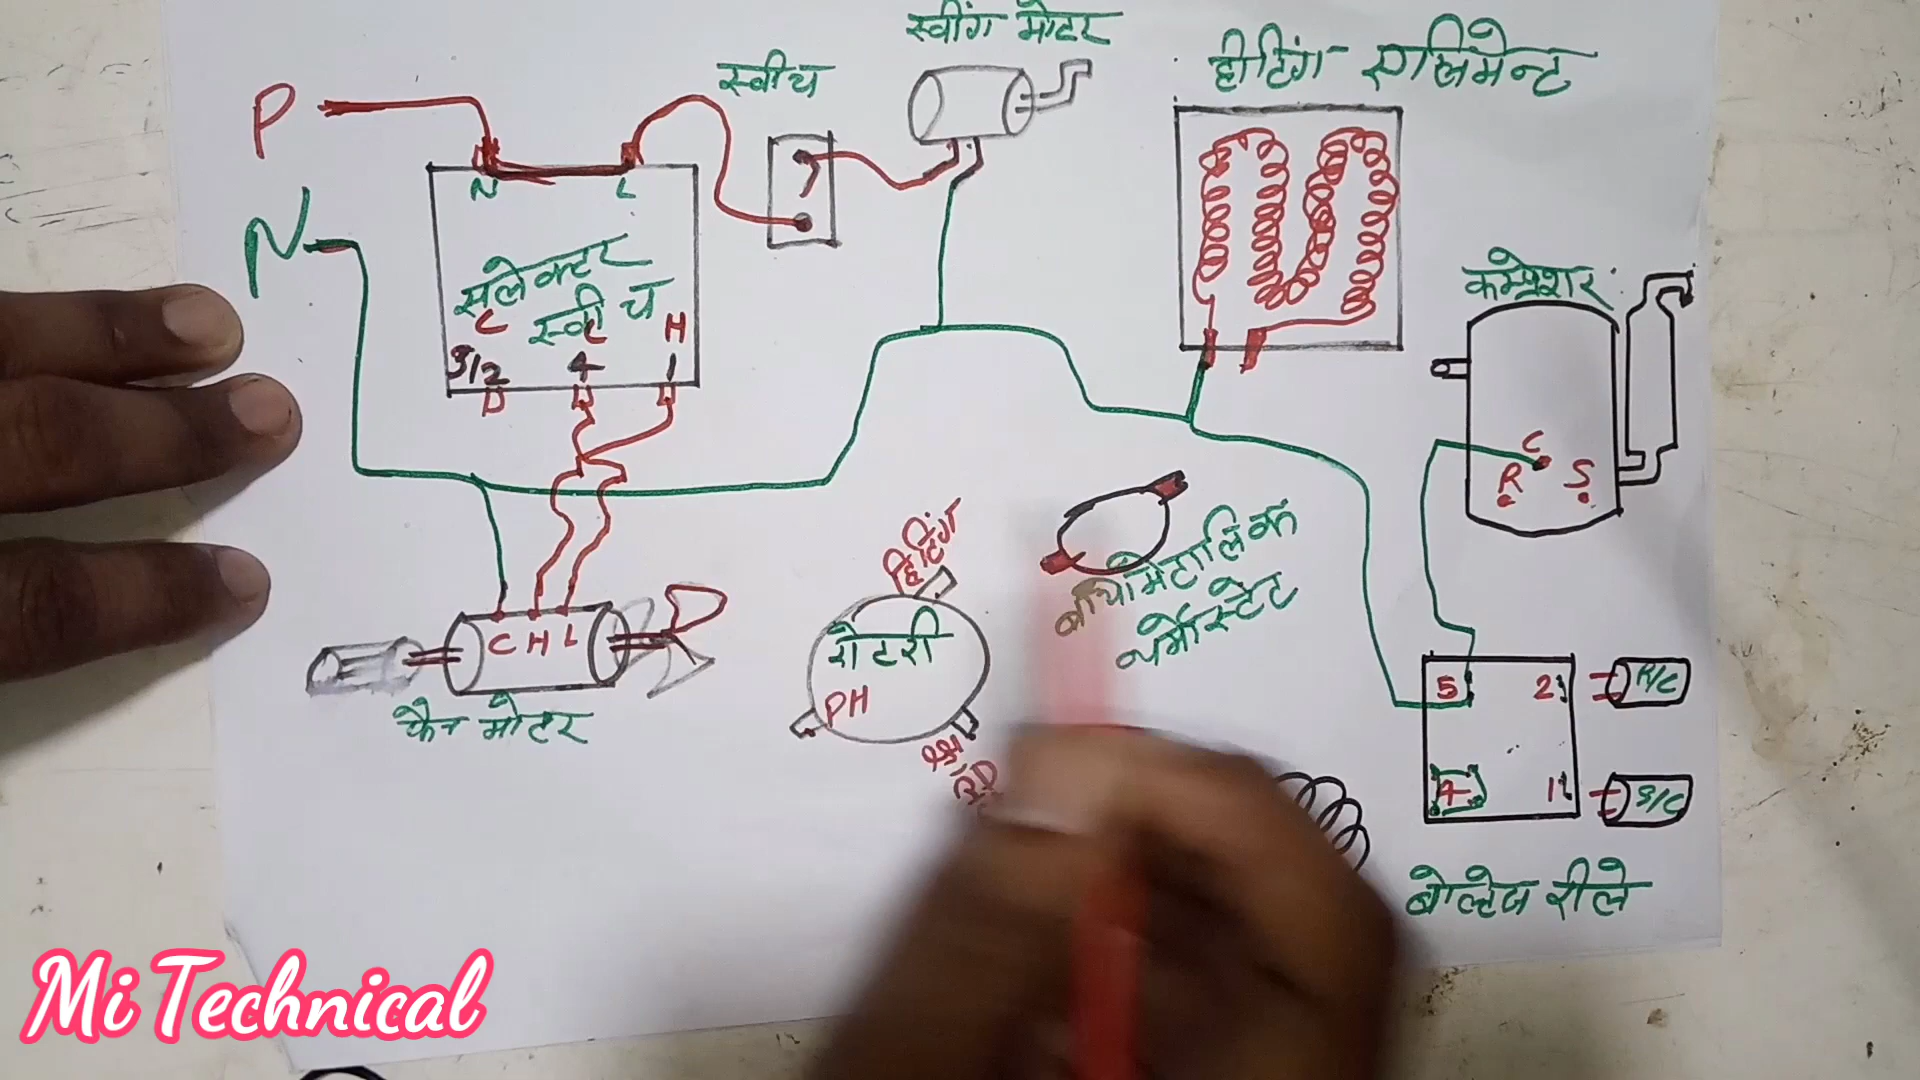 स्वींग मोटर
स्वीच
हीटिंग एलिमेन्ट
P
N
N L
सलेक्टर
स्वीच
C L H
3/2 4 1
कम्प्रेशर
C
R S
हिटिंग
रोटरी
PH
बायोमेटालिक
थर्मोस्टेट
C H L
फैन मोटर
5 2
4 1
R/C
S/C
वोल्टेज रीले
Mi Technical